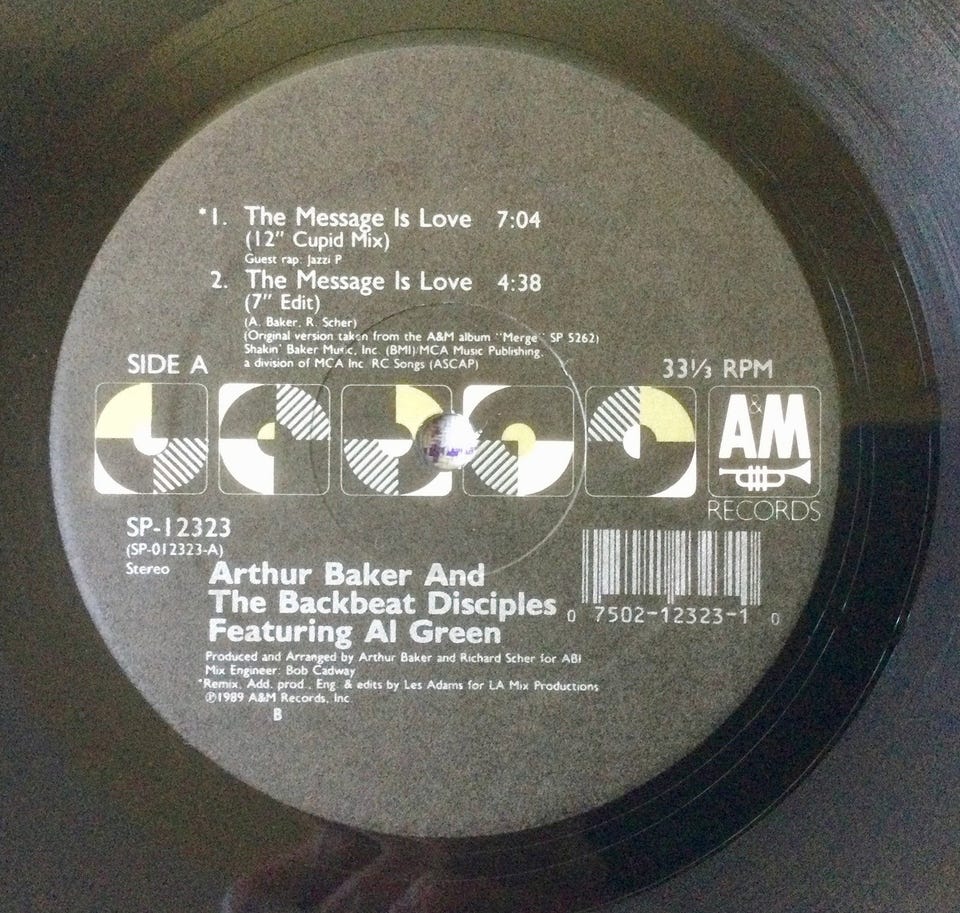 *1. The Message Is Love 7:04
(12" Cupid Mix)
Guest rap: Jazzi P
2. The Message Is Love 4:38
(7" Edit)
(A. Baker, R. Scher)
(Original version taken from the A&M album "Merge" SP 5262)
Shakin' Baker Music, Inc. (BMI)/MCA Music Publishing,
a division of MCA Inc. RC Songs (ASCAP)
SIDE A
33⅓ RPM
A&M
RECORDS
SP-12323
(SP-012323-A)
Stereo
Arthur Baker And
The Backbeat Disciples
Featuring Al Green
0 7502-12323-1 0
Produced and Arranged by Arthur Baker and Richard Scher for ABI
Mix Engineer: Bob Cadway
*Remix, Add. prod., Eng. & edits by Les Adams for LA Mix Productions
℗1989 A&M Records, Inc.
B